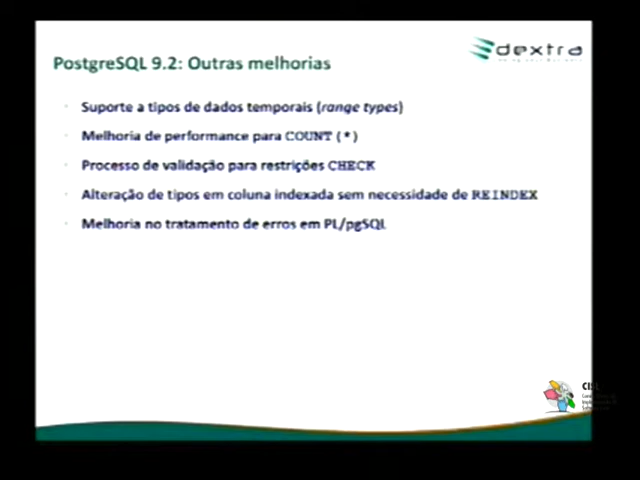 dextra
PostgreSQL 9.2: Outras melhorias
Suporte a tipos de dados temporais (range types)
Melhoria de performance para COUNT (*)
Processo de validação para restrições CHECK
Alteração de tipos em coluna indexada sem necessidade de REINDEX
Melhoria no tratamento de erros em PL/pgSQL